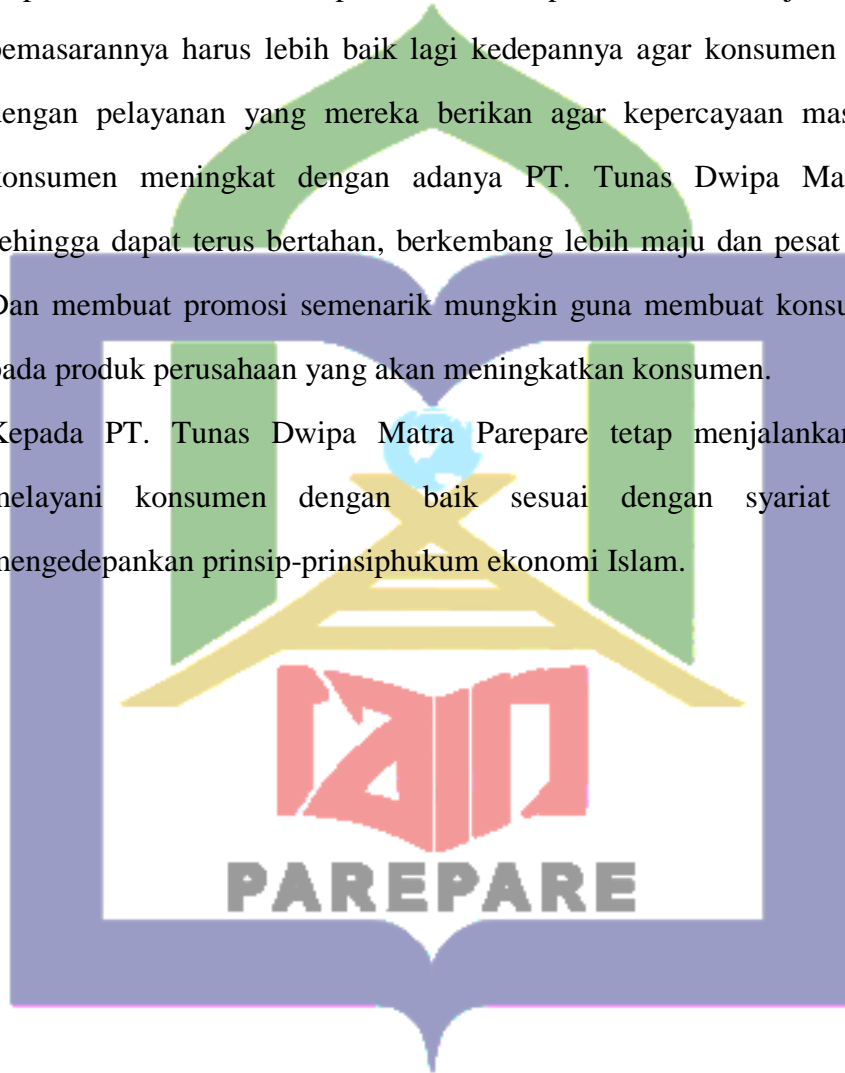 pemasarannya harus lebih baik lagi kedepannya agar konsumen
dengan pelayanan yang mereka berikan agar kepercayaan
konsumen meningkat dengan adanya PT. Tunas Dwipa
sehingga dapat terus bertahan, berkembang lebih maju dan pesat
Dan membuat promosi semenarik mungkin guna membuat
pada produk perusahaan yang akan meningkatkan konsumen.
Kepada PT. Tunas Dwipa Matra Parepare tetap menjalankan
melayani konsumen dengan baik sesuai dengan syariat
mengedepankan prinsip-prinsiphukum ekonomi Islam.
iain
PAREPARE